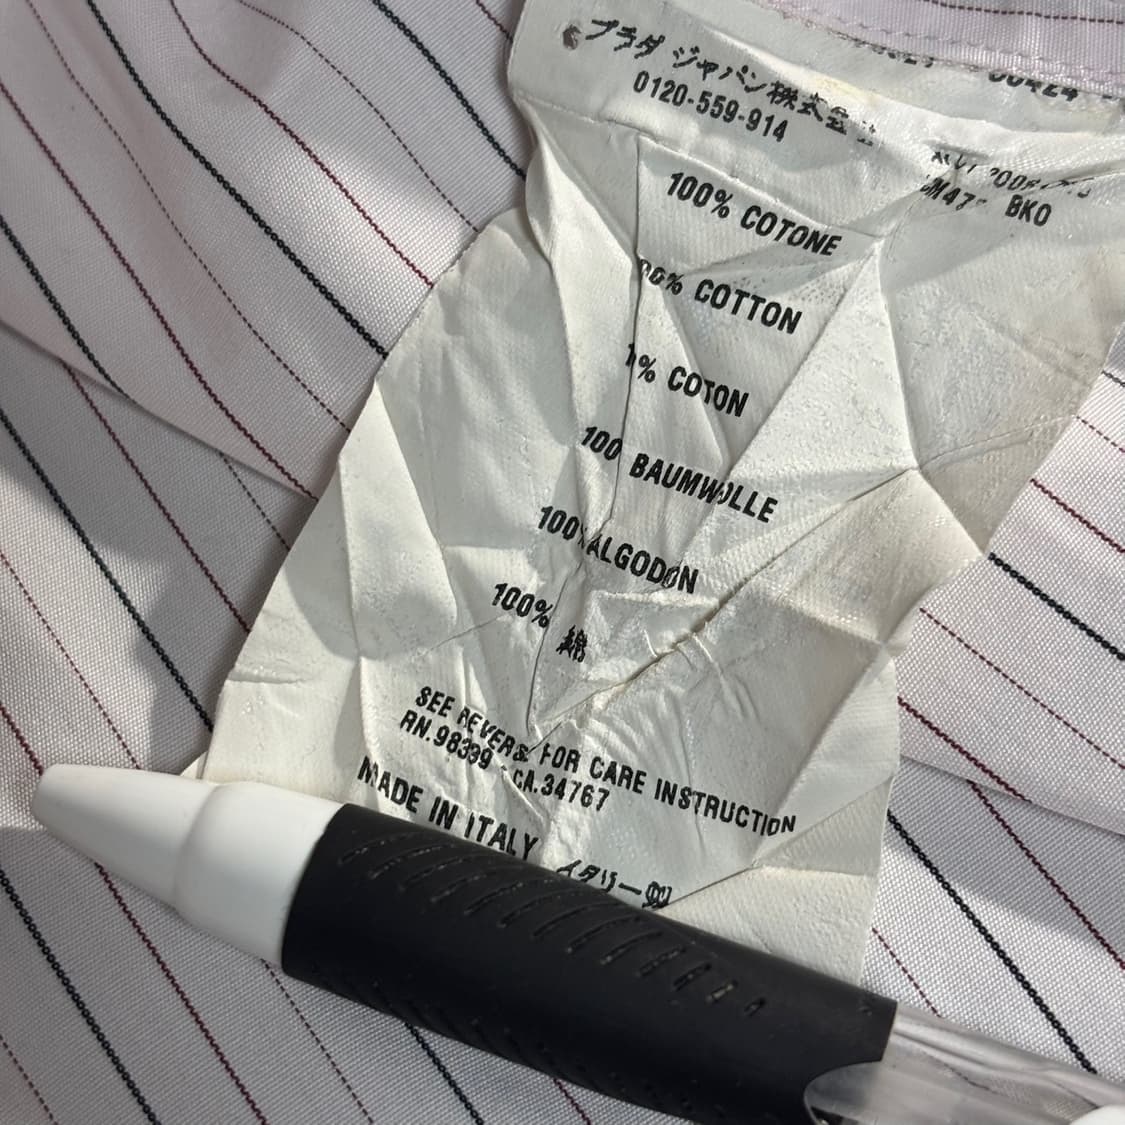 プラダ ジャパン株式会社
0120-559-914
BKO
100% COTONE
% COTTON
% COTON
100 BAUMWOLLE
100% ALGODON
100% 綿
SEE REVERSE FOR CARE INSTRUCTION
RN.98399 CA.34767
MADE IN ITALY
イタリー製